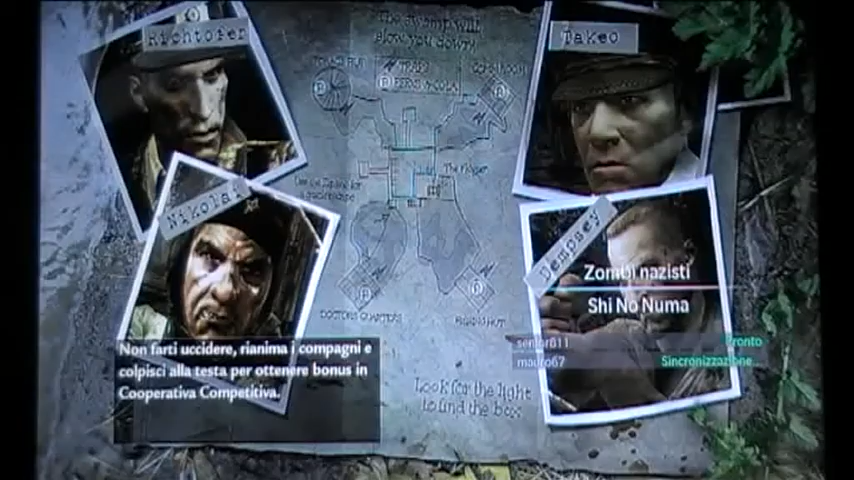 Richtofen
The swamp will
slow you down!
Takeo
Nikolai
The Flogger
Dempsey
Zombi nazisti
Shi No Numa
senior611 Pronto
mauro67 Sincronizzazione...
DOCTORS QUARTERS
Non farti uccidere, rianima i compagni e
colpisci alla testa per ottenere bonus in
Cooperativa Competitiva.
Look for the light
to find the box